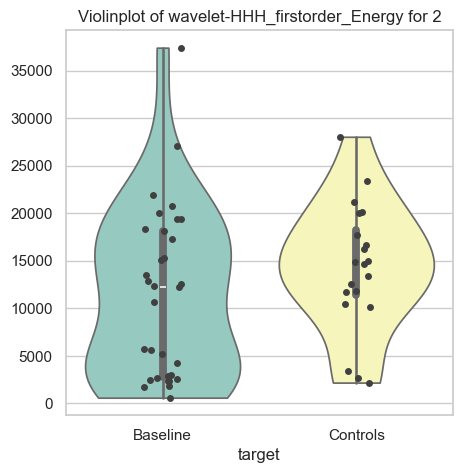 Violinplot of wavelet-HHH_firstorder_Energy for 2
35000
30000
25000
20000
15000
10000
5000
0
Baseline
Controls
target